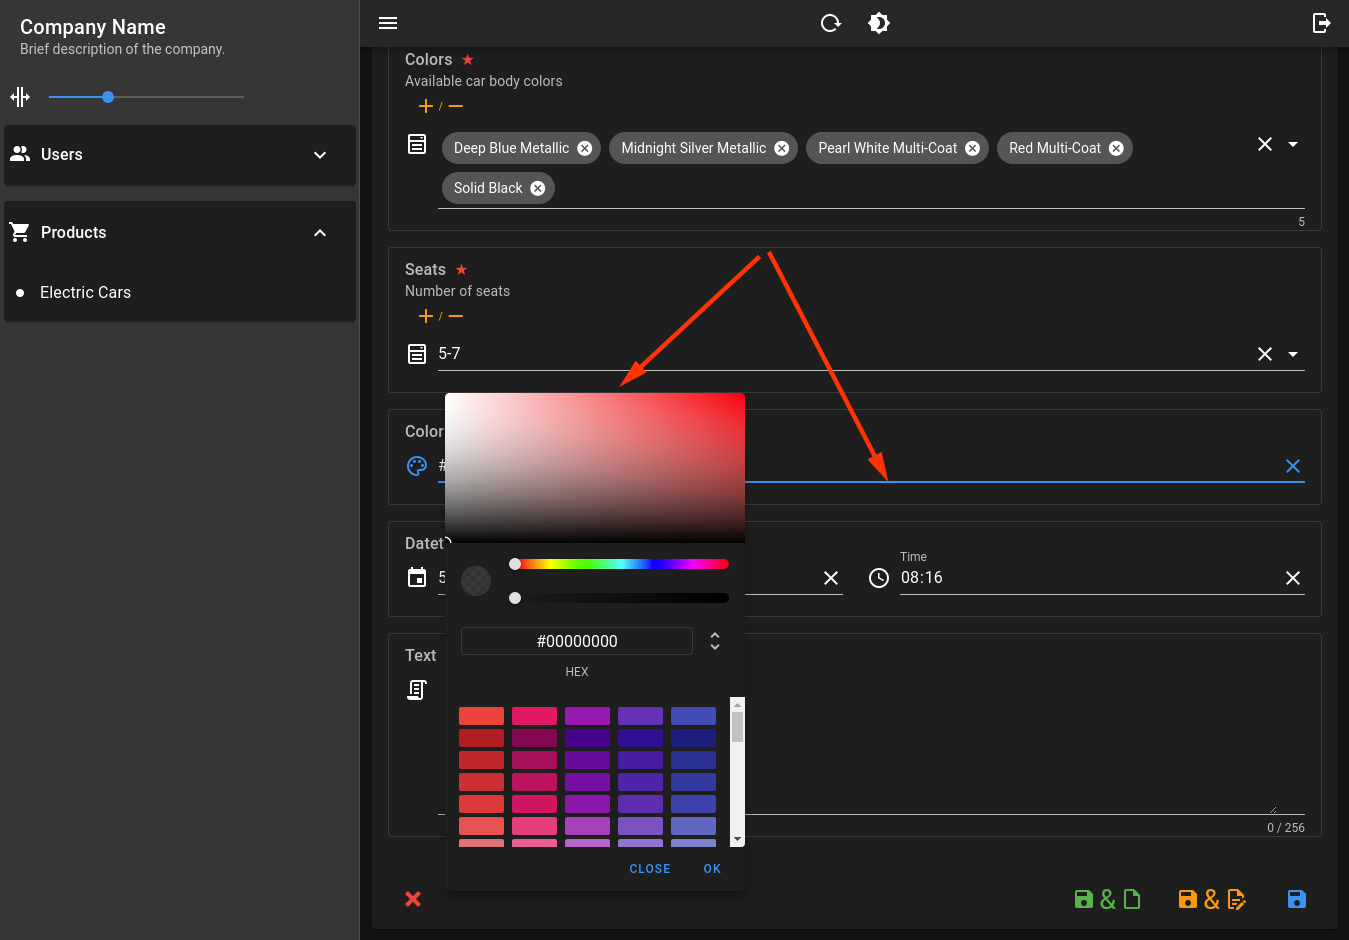 Company Name
Brief description of the company.
Users
Products
Electric Cars
Colors ★
Available car body colors
+ / −
Deep Blue Metallic
Midnight Silver Metallic
Pearl White Multi-Coat
Red Multi-Coat
Solid Black
5
Seats ★
Number of seats
+ / −
5-7
Color
#
Datet
5
Time
08:16
#00000000
HEX
Text
0 / 256
CLOSE
OK
&
&